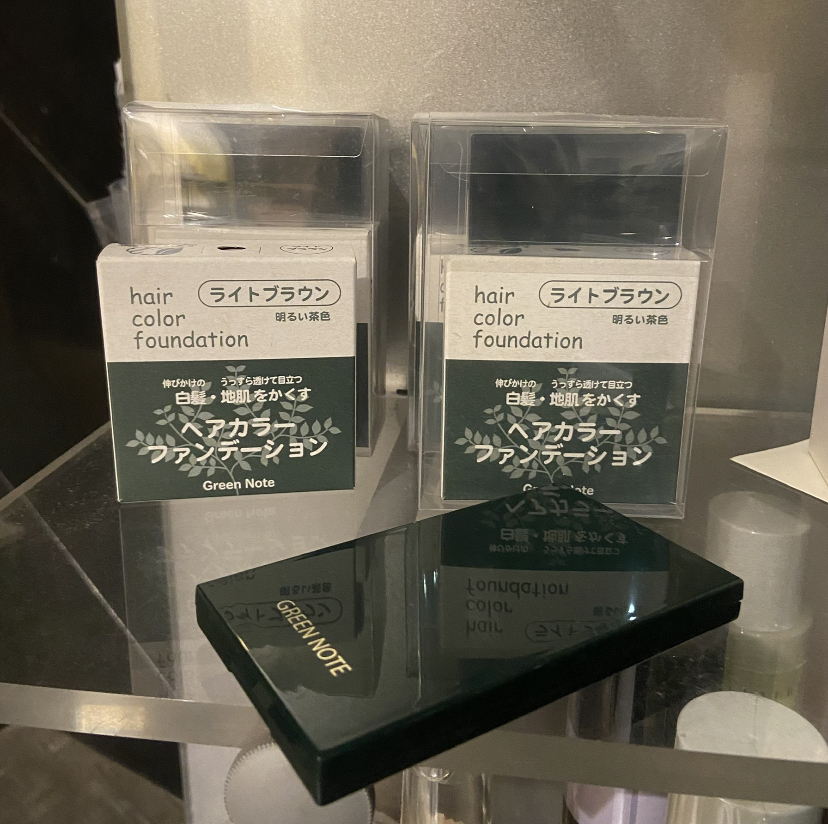 hair
color
foundation
ライトブラウン
明るい茶色
伸びかけの うっすら透けて目立つ
白髪・地肌をかくす
ヘアカラー
ファンデーション
Green Note
hair
color
foundation
ライトブラウン
明るい茶色
伸びかけの うっすら透けて目立つ
白髪・地肌をかくす
ヘアカラー
ファンデーション
Green Note
GREEN NOTE